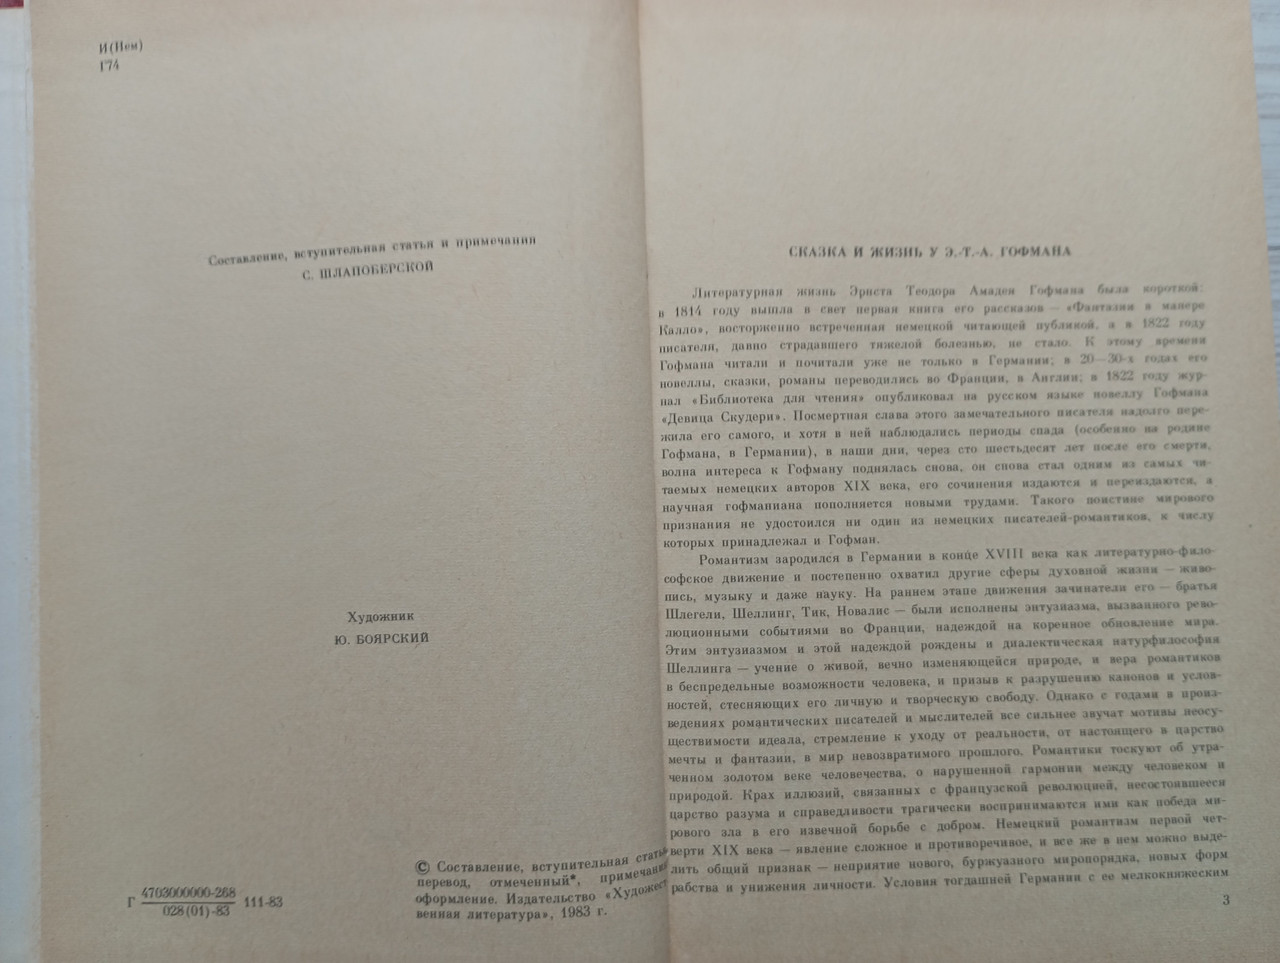 И(Нем)
Г74
Составление, вступительная статья и примечания
С. ШЛАПОБЕРСКОЙ
Художник
Ю. БОЯРСКИЙ
Г 4703000000-268
028(01)-83 111-83
© Составление, вступительная статья
перевод, отмеченный*, примечания
оформление. Издательство «Художест
венная литература», 1983 г.
СКАЗКА И ЖИЗНЬ У Э.-Т.-А. ГОФМАНА
Литературная жизнь Эрнста Теодора Амадея Гофмана была короткой:
в 1814 году вышла в свет первая книга его рассказов — «Фантазии в манере
Калло», восторженно встреченная немецкой читающей публикой, а в 1822 году
писателя, давно страдавшего тяжелой болезнью, не стало. К этому времени
Гофмана читали и почитали уже не только в Германии; в 20—30-х годах его
новеллы, сказки, романы переводились во Франции, в Англии; в 1822 году жур-
нал «Библиотека для чтения» опубликовал на русском языке новеллу Гофмана
«Девица Скудери». Посмертная слава этого замечательного писателя надолго пере-
жила его самого, и хотя в ней наблюдались периоды спада (особенно на родине
Гофмана, в Германии), в наши дни, через сто шестьдесят лет после его смерти,
волна интереса к Гофману поднялась снова, он снова стал одним из самых чи-
таемых немецких авторов XIX века, его сочинения издаются и переиздаются, а
научная гофманиана пополняется новыми трудами. Такого поистине мирового
признания не удостоился ни один из немецких писателей-романтиков, к числу
которых принадлежал и Гофман.
Романтизм зародился в Германии в конце XVIII века как литературно-фило-
софское движение и постепенно охватил другие сферы духовной жизни — живо-
пись, музыку и даже науку. На раннем этапе движения зачинатели его — братья
Шлегели, Шеллинг, Тик, Новалис — были исполнены энтузиазма, вызванного рево-
люционными событиями во Франции, надеждой на коренное обновление мира.
Этим энтузиазмом и этой надеждой рождены и диалектическая натурфилософия
Шеллинга — учение о живой, вечно изменяющейся природе, и вера романтиков
в беспредельные возможности человека, и призыв к разрушению канонов и услов-
ностей, стесняющих его личную и творческую свободу. Однако с годами в произ-
ведениях романтических писателей и мыслителей все сильнее звучат мотивы неосу-
ществимости идеала, стремление к уходу от реальности, от настоящего в царство
мечты и фантазии, в мир невозвратимого прошлого. Романтики тоскуют об утра-
ченном золотом веке человечества, о нарушенной гармонии между человеком и
природой. Крах иллюзий, связанных с французской революцией, несостоявшееся
царство разума и справедливости трагически воспринимаются ими как победа ми-
рового зла в его извечной борьбе с добром. Немецкий романтизм первой чет-
верти XIX века — явление сложное и противоречивое, и все же в нем можно выде-
лить общий признак — неприятие нового, буржуазного миропорядка, новых форм
рабства и унижения личности. Условия тогдашней Германии с ее мелкокняжеским
3